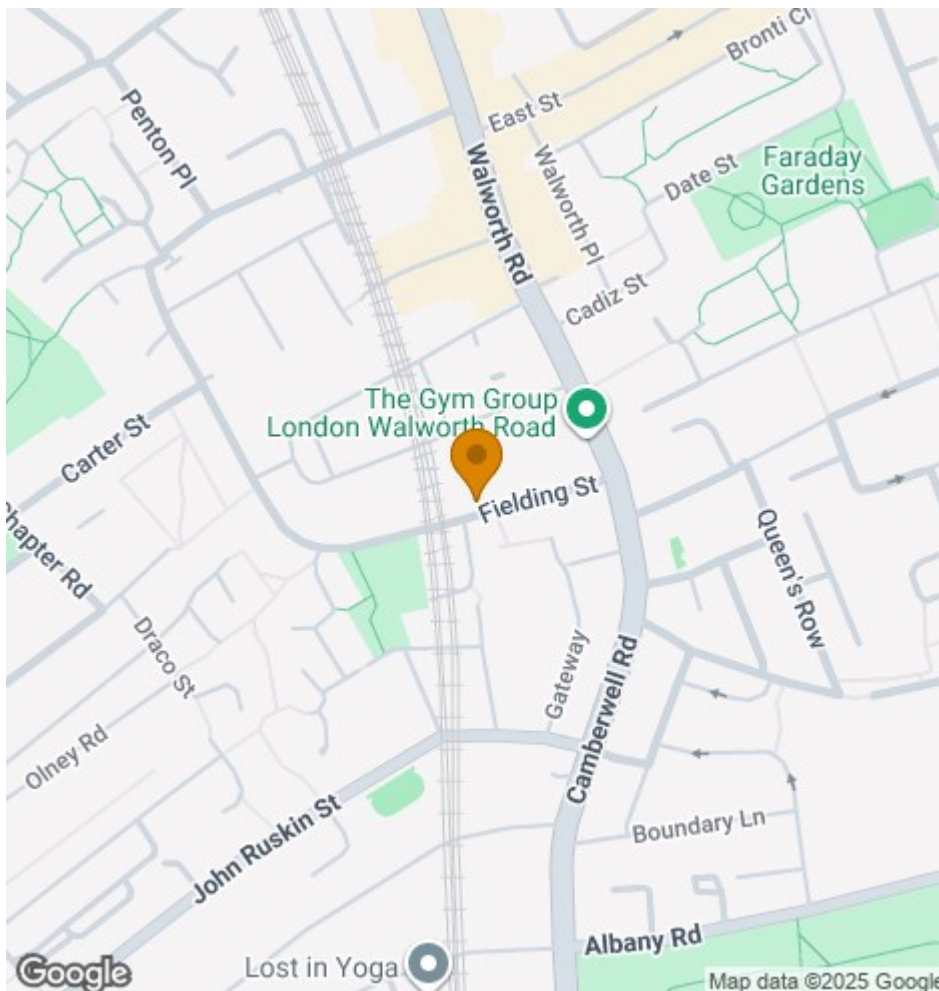 Bronti Cl
East St
Penton Pl
Walworth Rd
Walworth Pl
Date St
Faraday
Gardens
Cadiz St
The Gym Group
London Walworth Road
Carter St
Fielding St
Chapter Rd
Queen's Row
Draco St
Gateway
Camberwell Rd
Olney Rd
John Ruskin St
Boundary Ln
Albany Rd
Lost in Yoga
Google
Map data ©2025 Google